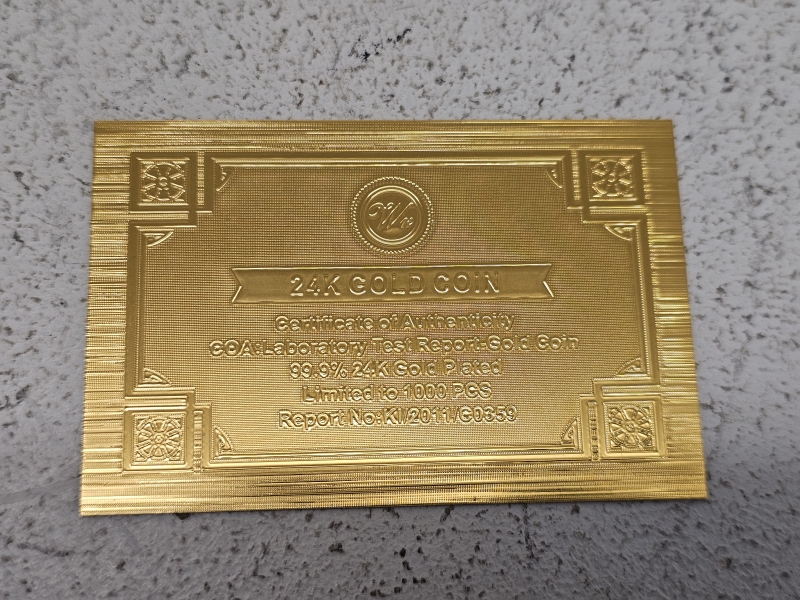 24K GOLD COIN
Certificate of Authenticity
COA:Laboratory Test Report-Gold Coin
99.9% 24K Gold Plated
Limited to 1000 PCS
Report No:KI/2011/C0359